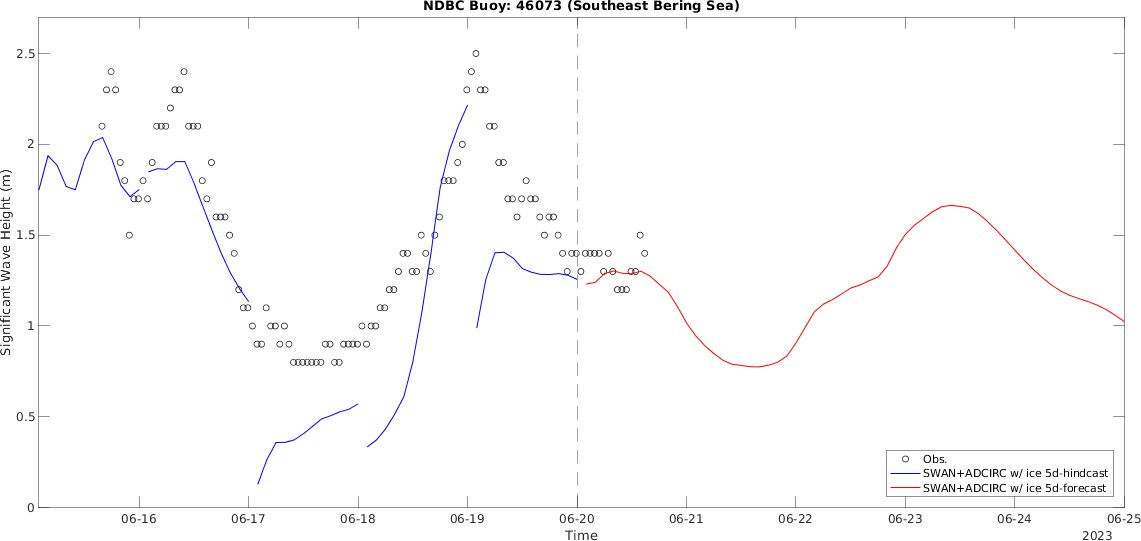 NDBC Buoy: 46073 (Southeast Bering Sea)
Significant Wave Height (m)
2.5
2
1.5
1
0.5
0
06-16 06-17 06-18 06-19 06-20 06-21 06-22 06-23 06-24 06-25
Time
2023
Obs.
SWAN+ADCIRC w/ ice 5d-hindcast
SWAN+ADCIRC w/ ice 5d-forecast